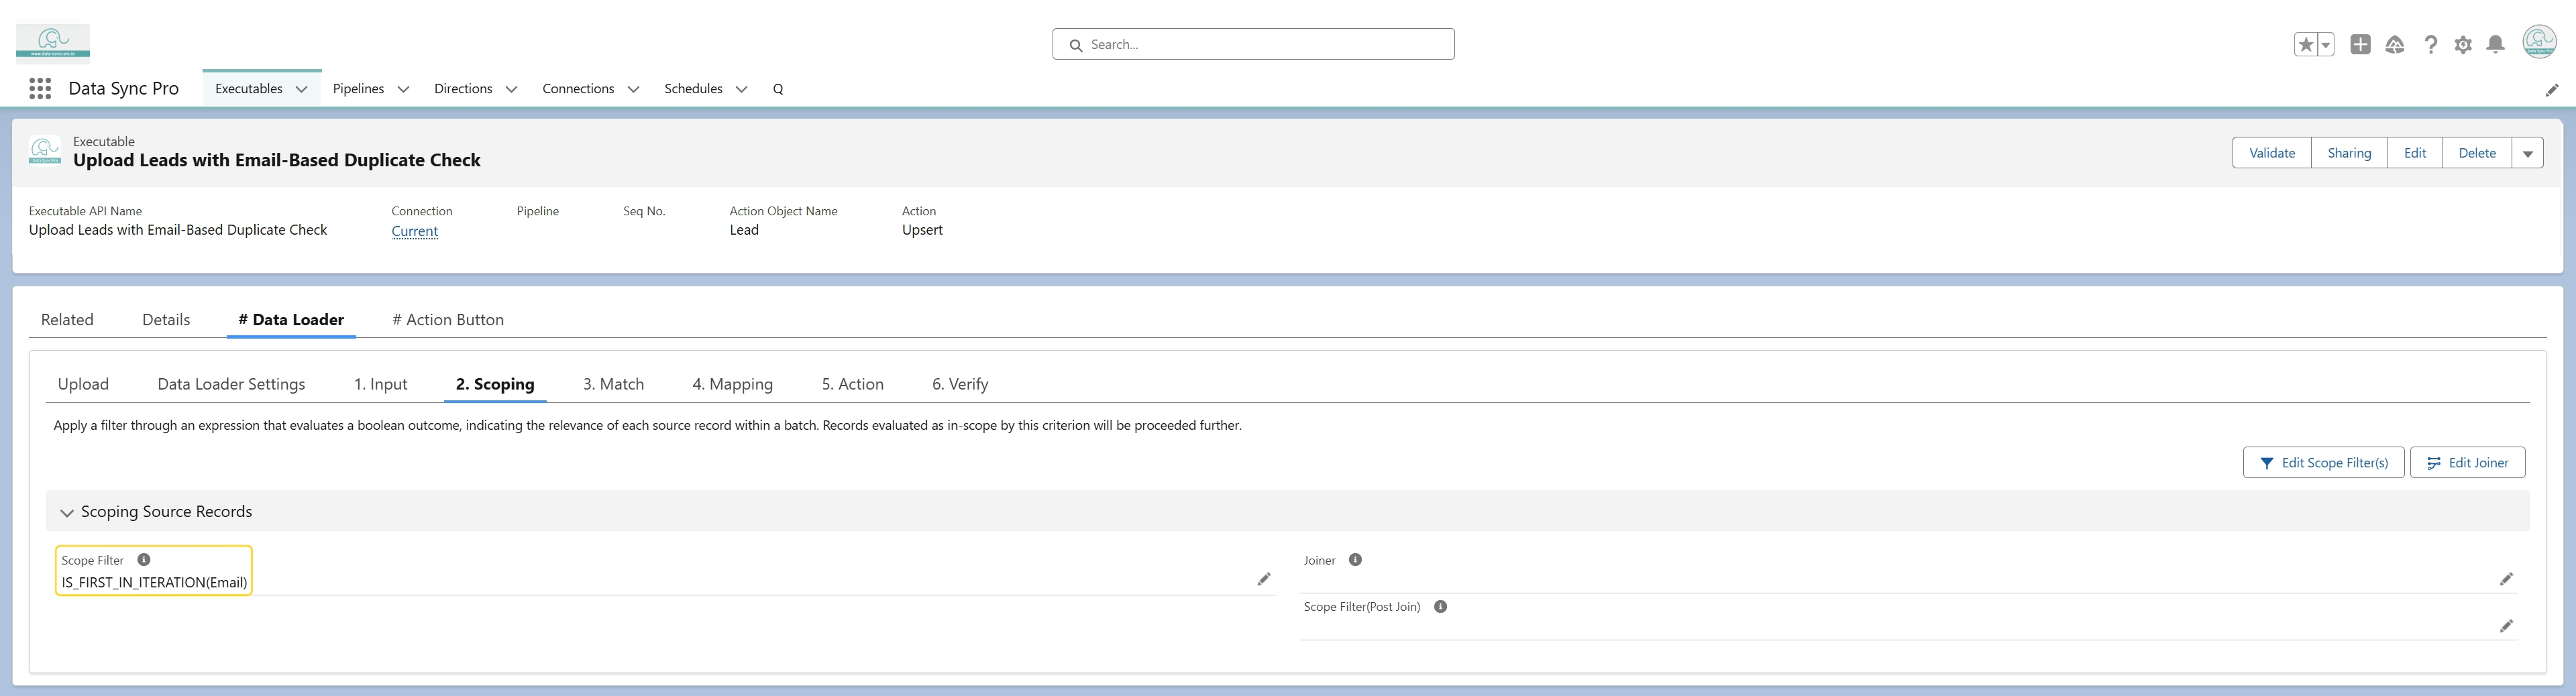 www.data-sync-pro.io
Search...
Data Sync Pro
Executables
Pipelines
Directions
Connections
Schedules
Q
Executable
Upload Leads with Email-Based Duplicate Check
Validate
Sharing
Edit
Delete
Executable API Name
Upload Leads with Email-Based Duplicate Check
Connection
Current
Pipeline
Seq No.
Action Object Name
Lead
Action
Upsert
Related
Details
# Data Loader
# Action Button
Upload
Data Loader Settings
1. Input
2. Scoping
3. Match
4. Mapping
5. Action
6. Verify
Apply a filter through an expression that evaluates a boolean outcome, indicating the relevance of each source record within a batch. Records evaluated as in-scope by this criterion will be proceeded further.
Edit Scope Filter(s)
Edit Joiner
Scoping Source Records
Scope Filter
IS_FIRST_IN_ITERATION(Email)
Joiner
Scope Filter(Post Join)